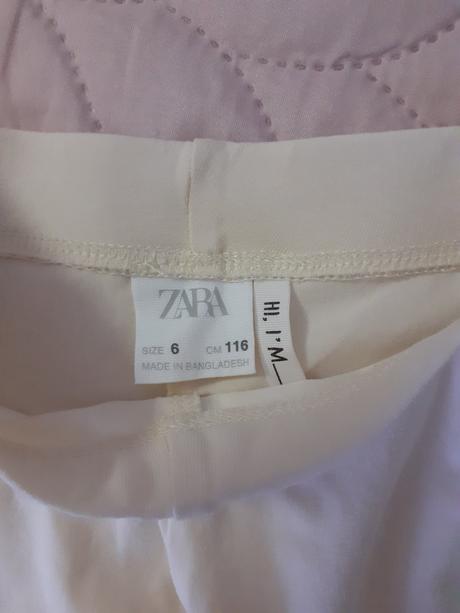 ZARA
SIZE 6 CM 116
MADE IN BANGLADESH
HI, I'M